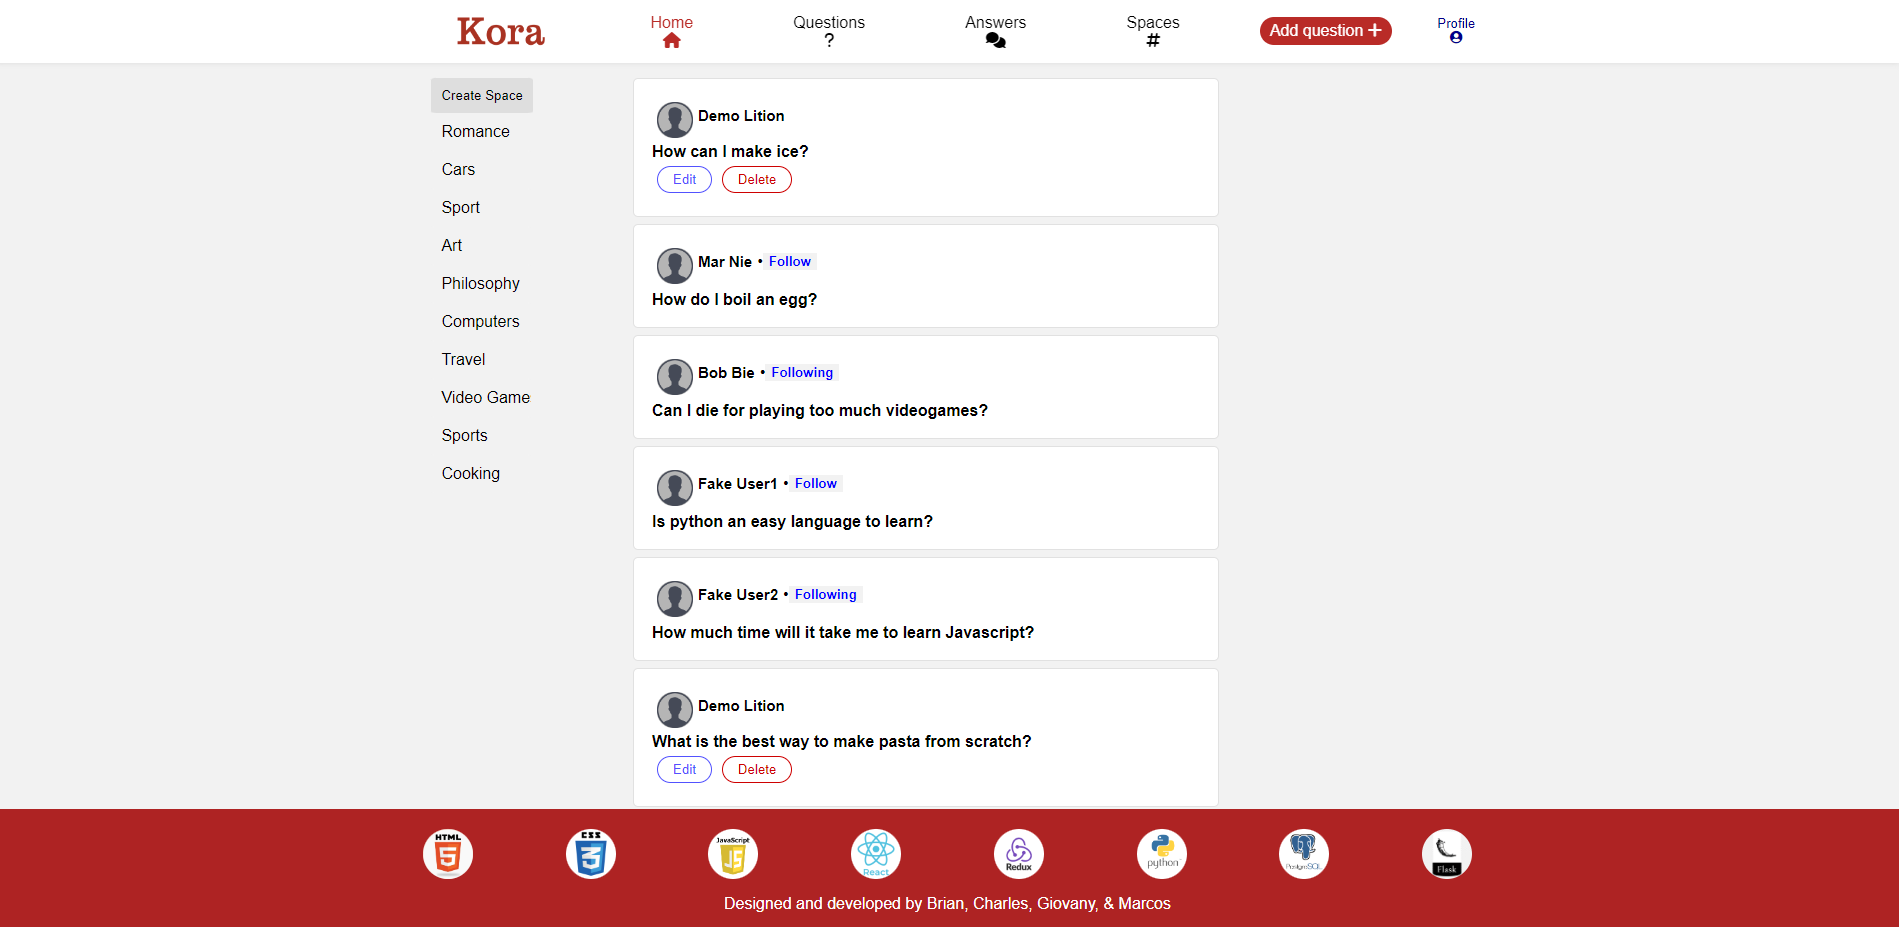 Kora
Home
Questions
?
Answers
Spaces
#
Add question +
Profile
Create Space
Romance
Cars
Sport
Art
Philosophy
Computers
Travel
Video Game
Sports
Cooking
Demo Lition
How can I make ice?
Edit Delete
Mar Nie • Follow
How do I boil an egg?
Bob Bie • Following
Can I die for playing too much videogames?
Fake User1 • Follow
Is python an easy language to learn?
Fake User2 • Following
How much time will it take me to learn Javascript?
Demo Lition
What is the best way to make pasta from scratch?
Edit Delete
HTML
5
CSS
3
JavaScript
JS
React
Redux
python
PostgreSQL
Flask
Designed and developed by Brian, Charles, Giovany, & Marcos